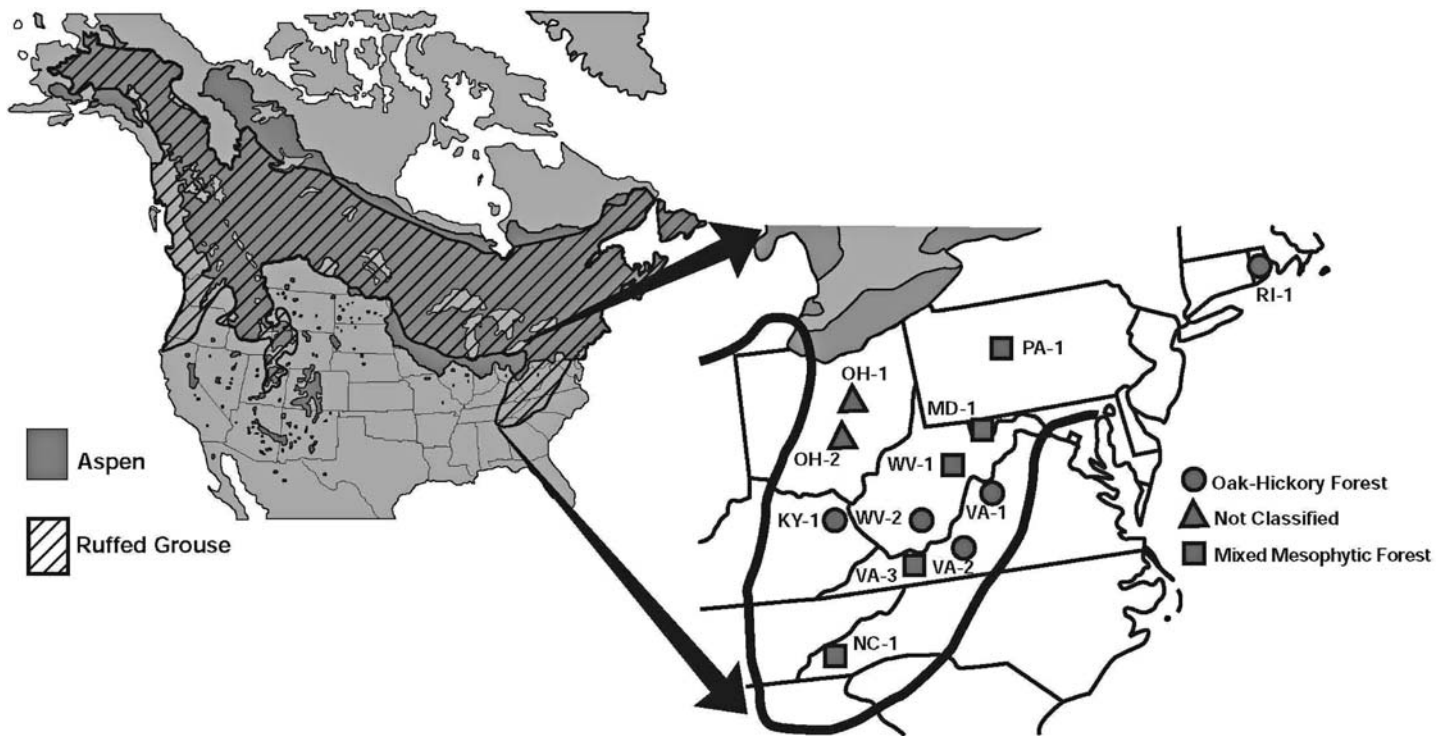 Aspen
Ruffed Grouse
RI-1
PA-1
OH-1
MD-1
OH-2
WV-1
KY-1
WV-2
VA-1
VA-3
VA-2
NC-1
Oak-Hickory Forest
Not Classified
Mixed Mesophytic Forest